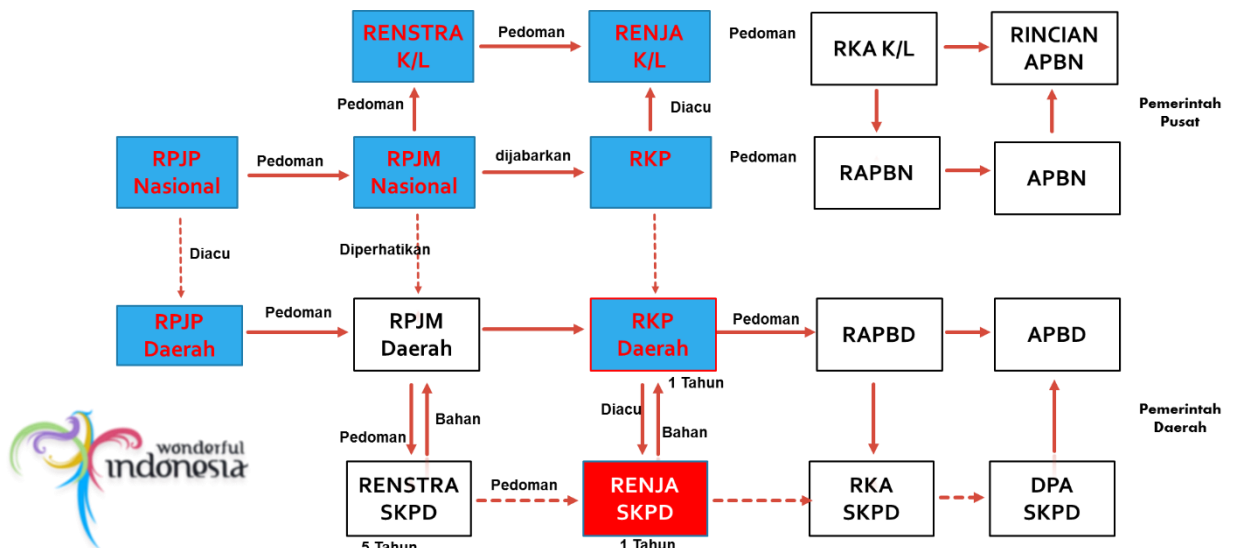 RENSTRA
K/L
Pedoman
RENJA
K/L
Pedoman
RKA K/L
RINCIAN
APBN
Pedoman
Diacu
Pemerintah
Pusat
RPJP
Nasional
Pedoman
RPJM
Nasional
dijabarkan
RKP
Pedoman
RAPBN
APBN
Diacu
Diperhatikan
RPJP
Daerah
Pedoman
RPJM
Daerah
RKP
Daerah
Pedoman
RAPBD
APBD
1 Tahun
Pedoman
Bahan
Diacu
Bahan
Pemerintah
Daerah
wonderful
indonesia
RENSTRA
SKPD
Pedoman
RENJA
SKPD
RKA
SKPD
DPA
SKPD
5 Tahun
1 Tahun